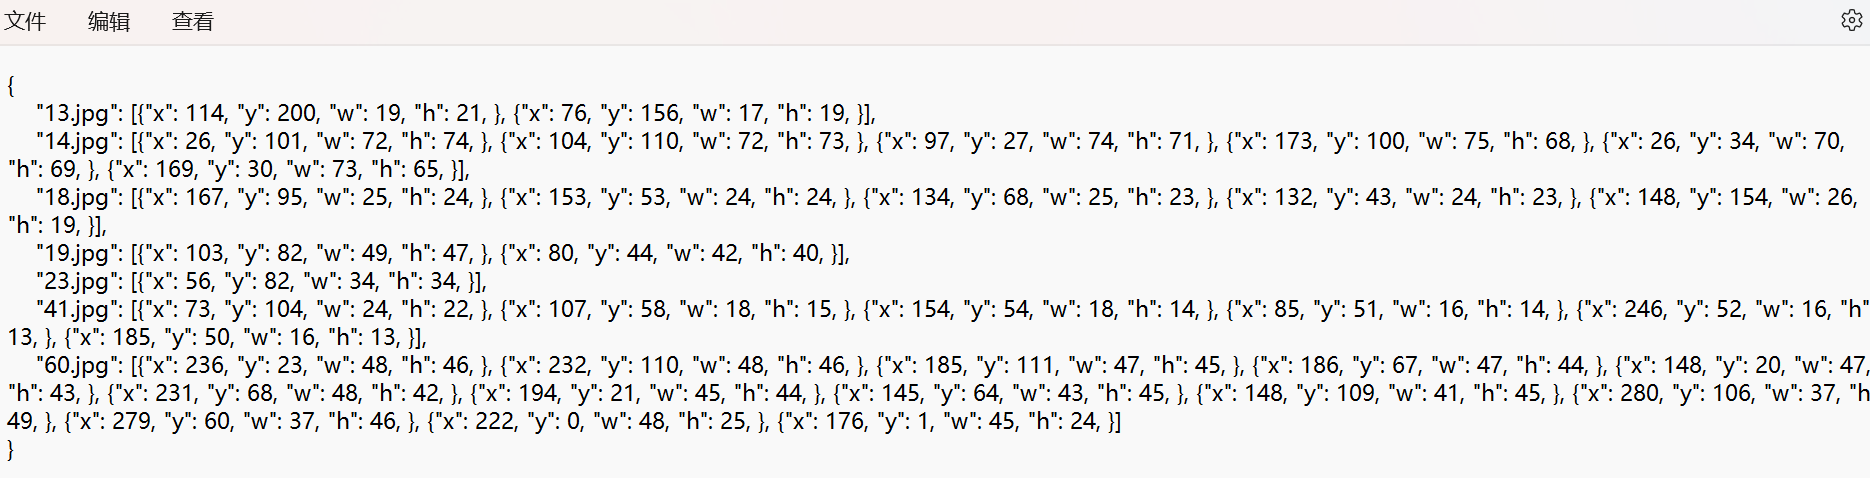 文件 编辑 查看
{
"13.jpg": [{"x": 114, "y": 200, "w": 19, "h": 21, }, {"x": 76, "y": 156, "w": 17, "h": 19, }],
"14.jpg": [{"x": 26, "y": 101, "w": 72, "h": 74, }, {"x": 104, "y": 110, "w": 72, "h": 73, }, {"x": 97, "y": 27, "w": 74, "h": 71, }, {"x": 173, "y": 100, "w": 75, "h": 68, }, {"x": 26, "y": 34, "w": 70,
"h": 69, }, {"x": 169, "y": 30, "w": 73, "h": 65, }],
"18.jpg": [{"x": 167, "y": 95, "w": 25, "h": 24, }, {"x": 153, "y": 53, "w": 24, "h": 24, }, {"x": 134, "y": 68, "w": 25, "h": 23, }, {"x": 132, "y": 43, "w": 24, "h": 23, }, {"x": 148, "y": 154, "w": 26,
"h": 19, }],
"19.jpg": [{"x": 103, "y": 82, "w": 49, "h": 47, }, {"x": 80, "y": 44, "w": 42, "h": 40, }],
"23.jpg": [{"x": 56, "y": 82, "w": 34, "h": 34, }],
"41.jpg": [{"x": 73, "y": 104, "w": 24, "h": 22, }, {"x": 107, "y": 58, "w": 18, "h": 15, }, {"x": 154, "y": 54, "w": 18, "h": 14, }, {"x": 85, "y": 51, "w": 16, "h": 14, }, {"x": 246, "y": 52, "w": 16, "h"
13, }, {"x": 185, "y": 50, "w": 16, "h": 13, }],
"60.jpg": [{"x": 236, "y": 23, "w": 48, "h": 46, }, {"x": 232, "y": 110, "w": 48, "h": 46, }, {"x": 185, "y": 111, "w": 47, "h": 45, }, {"x": 186, "y": 67, "w": 47, "h": 44, }, {"x": 148, "y": 20, "w": 47,
"h": 43, }, {"x": 231, "y": 68, "w": 48, "h": 42, }, {"x": 194, "y": 21, "w": 45, "h": 44, }, {"x": 145, "y": 64, "w": 43, "h": 45, }, {"x": 148, "y": 109, "w": 41, "h": 45, }, {"x": 280, "y": 106, "w": 37, "h
49, }, {"x": 279, "y": 60, "w": 37, "h": 46, }, {"x": 222, "y": 0, "w": 48, "h": 25, }, {"x": 176, "y": 1, "w": 45, "h": 24, }]
}